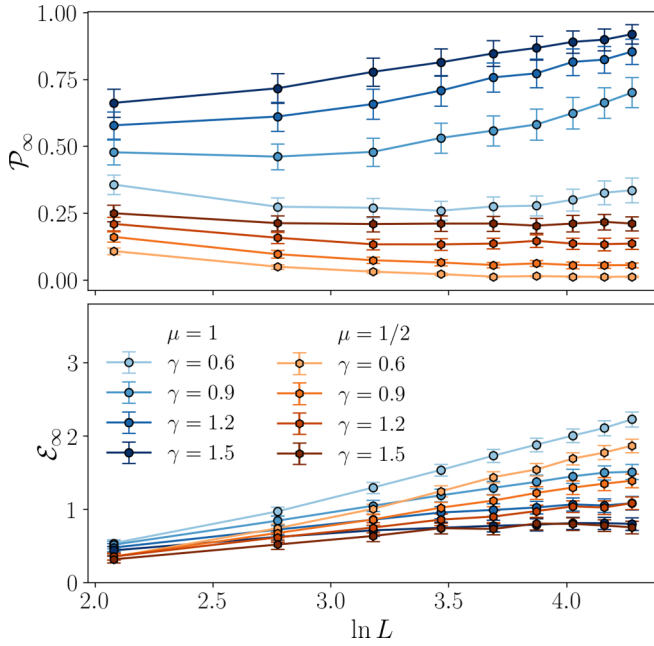 1.00
0.75
0.50
0.25
0.00
𝒫∞
3
2
1
0
ℰ∞
μ = 1
γ = 0.6
γ = 0.9
γ = 1.2
γ = 1.5
μ = 1/2
γ = 0.6
γ = 0.9
γ = 1.2
γ = 1.5
2.0 2.5 3.0 3.5 4.0
ln L